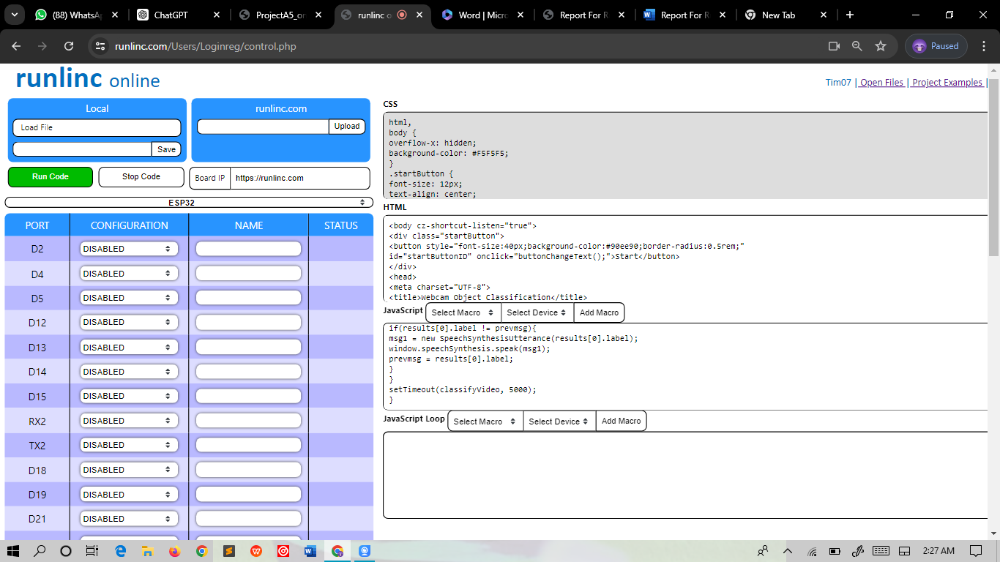 (88) WhatsA
ChatGPT
ProjectA5_or
runlinc o
Word | Micr
Report For R
Report For R
New Tab
runlinc.com/Users/Loginreg/control.php
Paused
runlinc online
Tim07 | Open Files | Project Examples |
Local
Load File
Save
runlinc.com
Upload
Run Code
Stop Code
Board IP
https://runlinc.com
ESP32
PORT CONFIGURATION NAME STATUS
D2 DISABLED
D4 DISABLED
D5 DISABLED
D12 DISABLED
D13 DISABLED
D14 DISABLED
D15 DISABLED
RX2 DISABLED
TX2 DISABLED
D18 DISABLED
D19 DISABLED
D21 DISABLED
CSS
html,
body {
overflow-x: hidden;
background-color: #F5F5F5;
}
.startButton {
font-size: 12px;
text-align: center;
HTML
<body cz-shortcut-listen="true">
<div class="startButton">
<button style="font-size:40px;background-color:#90ee90;border-radius:0.5rem;"
id="startButtonID" onclick="buttonChangeText();">Start</button>
</div>
<head>
<meta charset="UTF-8">
<title>Webcam Object Classification</title>
JavaScript Select Macro Select Device Add Macro
if(results[0].label != prevmsg){
msg1 = new SpeechSynthesisUtterance(results[0].label);
window.speechSynthesis.speak(msg1);
prevmsg = results[0].label;
}
}
setTimeout(classifyVideo, 5000);
}
JavaScript Loop Select Macro Select Device Add Macro
2:27 AM